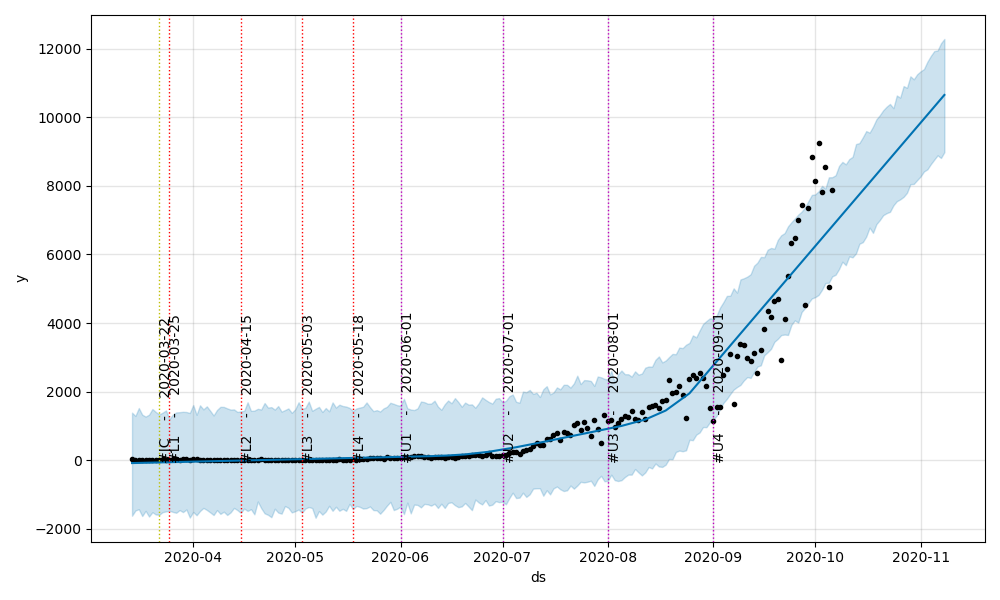 12000
10000
8000
6000
4000
2000
0
−2000
y
#JC - 2020-03-22
#L1 - 2020-03-25
#L2 - 2020-04-15
#L3 - 2020-05-03
#L4 - 2020-05-18
#U1 - 2020-06-01
#U2 - 2020-07-01
#U3 - 2020-08-01
#U4 - 2020-09-01
2020-04 2020-05 2020-06 2020-07 2020-08 2020-09 2020-10 2020-11
ds